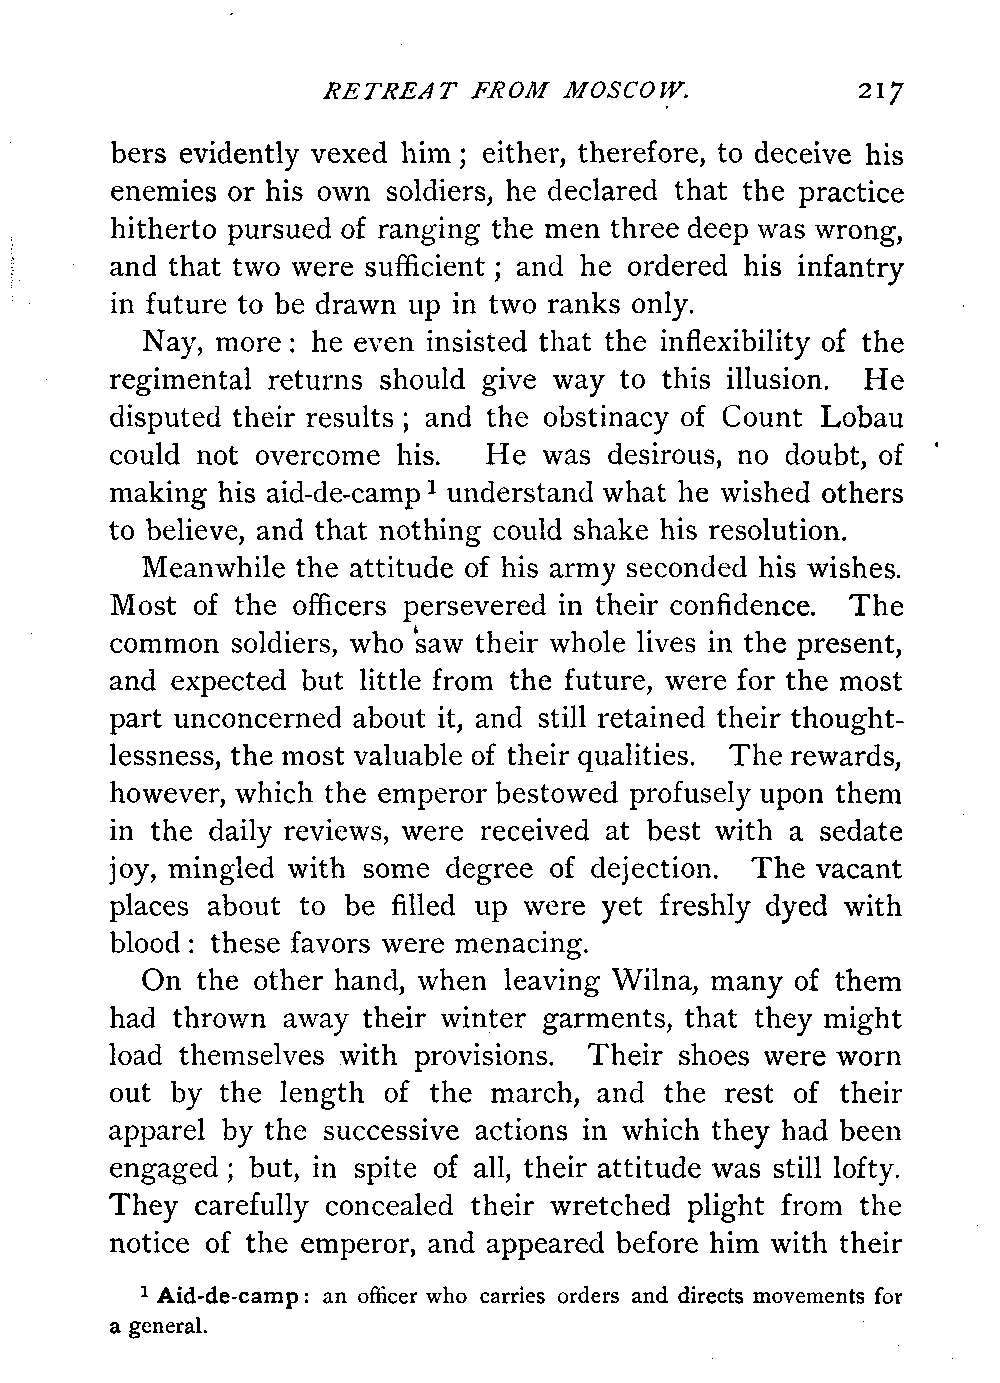 RETREAT FROM MOSCOW. 217
bers evidently vexed him; either, therefore, to deceive his
enemies or his own soldiers, he declared that the practice
hitherto pursued of ranging the men three deep was wrong,
and that two were sufficient; and he ordered his infantry
in future to be drawn up in two ranks only.
Nay, more: he even insisted that the inflexibility of the
regimental returns should give way to this illusion. He
disputed their results; and the obstinacy of Count Lobau
could not overcome his. He was desirous, no doubt, of
making his aid-de-camp¹ understand what he wished others
to believe, and that nothing could shake his resolution.
Meanwhile the attitude of his army seconded his wishes.
Most of the officers persevered in their confidence. The
common soldiers, who saw their whole lives in the present,
and expected but little from the future, were for the most
part unconcerned about it, and still retained their thought-
lessness, the most valuable of their qualities. The rewards,
however, which the emperor bestowed profusely upon them
in the daily reviews, were received at best with a sedate
joy, mingled with some degree of dejection. The vacant
places about to be filled up were yet freshly dyed with
blood: these favors were menacing.
On the other hand, when leaving Wilna, many of them
had thrown away their winter garments, that they might
load themselves with provisions. Their shoes were worn
out by the length of the march, and the rest of their
apparel by the successive actions in which they had been
engaged; but, in spite of all, their attitude was still lofty.
They carefully concealed their wretched plight from the
notice of the emperor, and appeared before him with their
¹ Aid-de-camp: an officer who carries orders and directs movements for
a general.